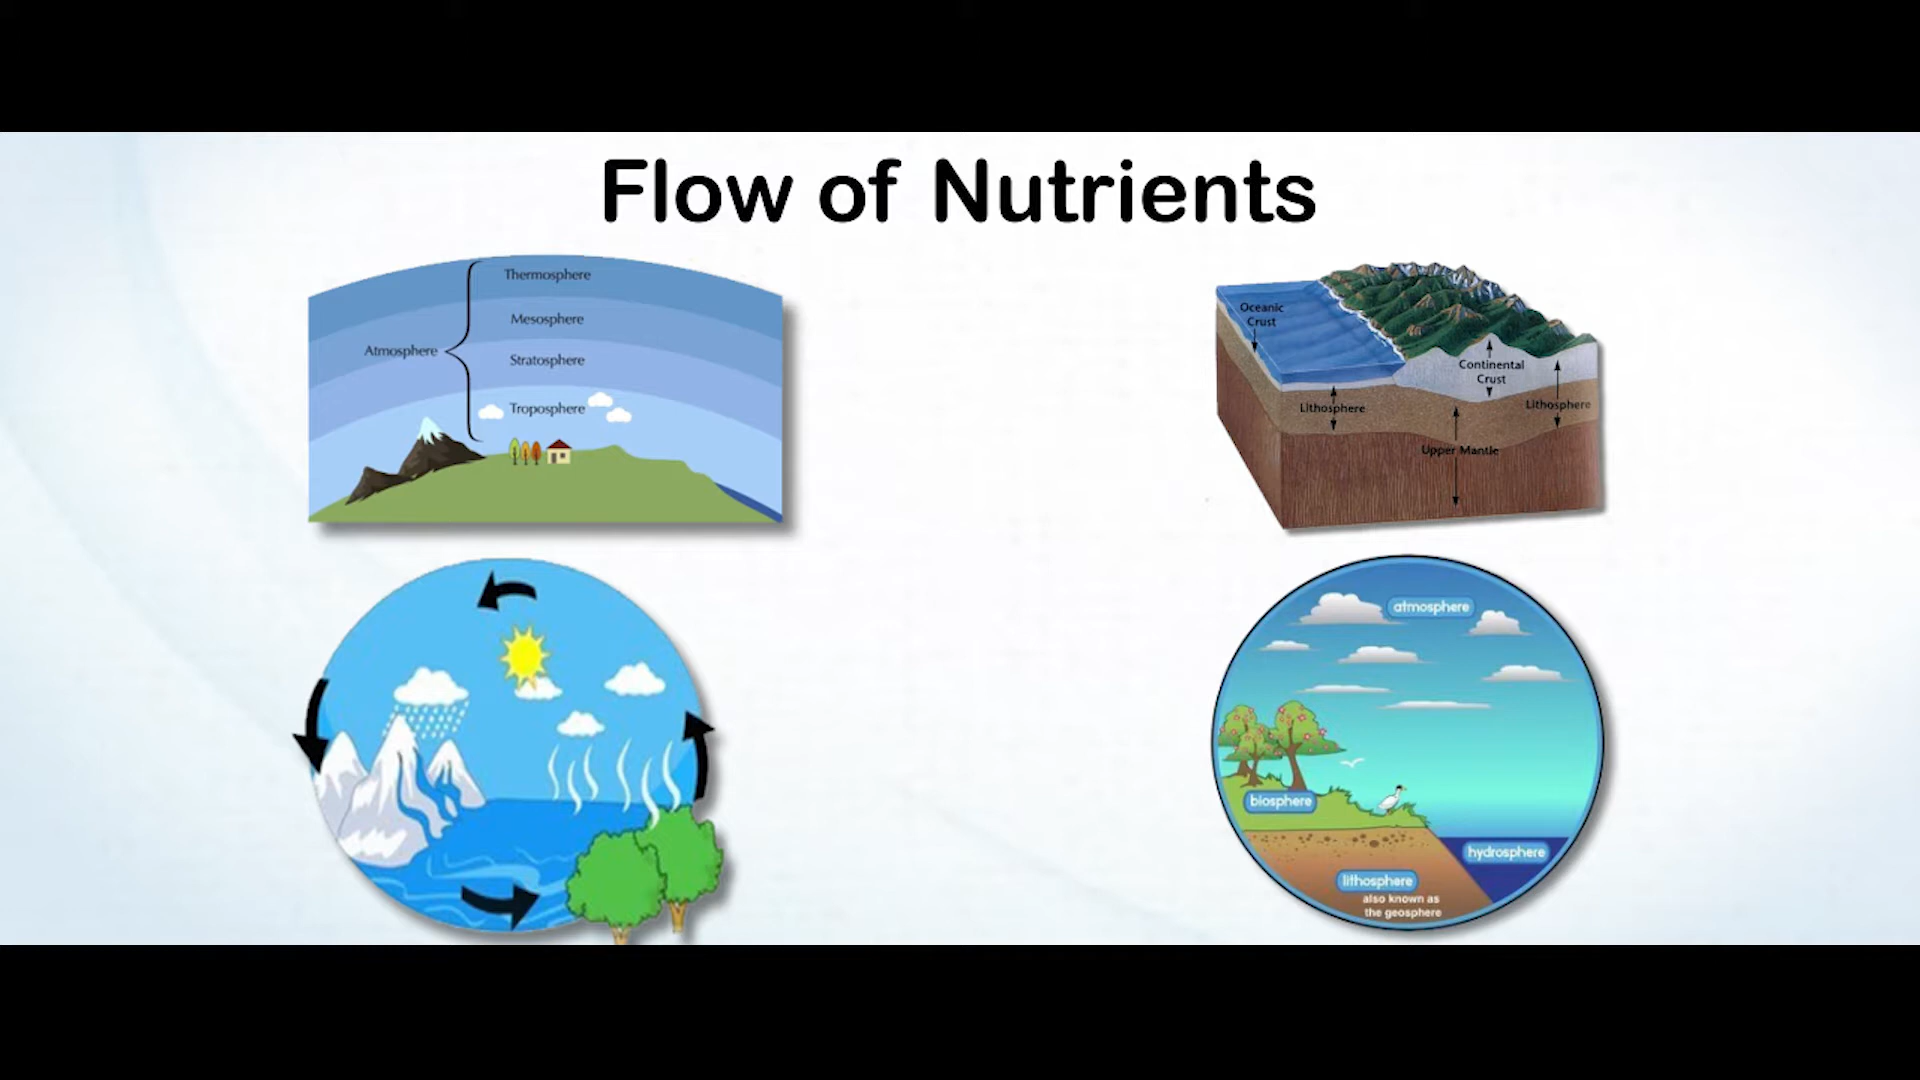 Flow of Nutrients
Thermosphere
Mesosphere
Atmosphere
Stratosphere
Troposphere
Oceanic
Crust
Continental
Crust
Lithosphere
Lithosphere
Upper Mantle
atmosphere
biosphere
hydrosphere
lithosphere
also known as
the geosphere